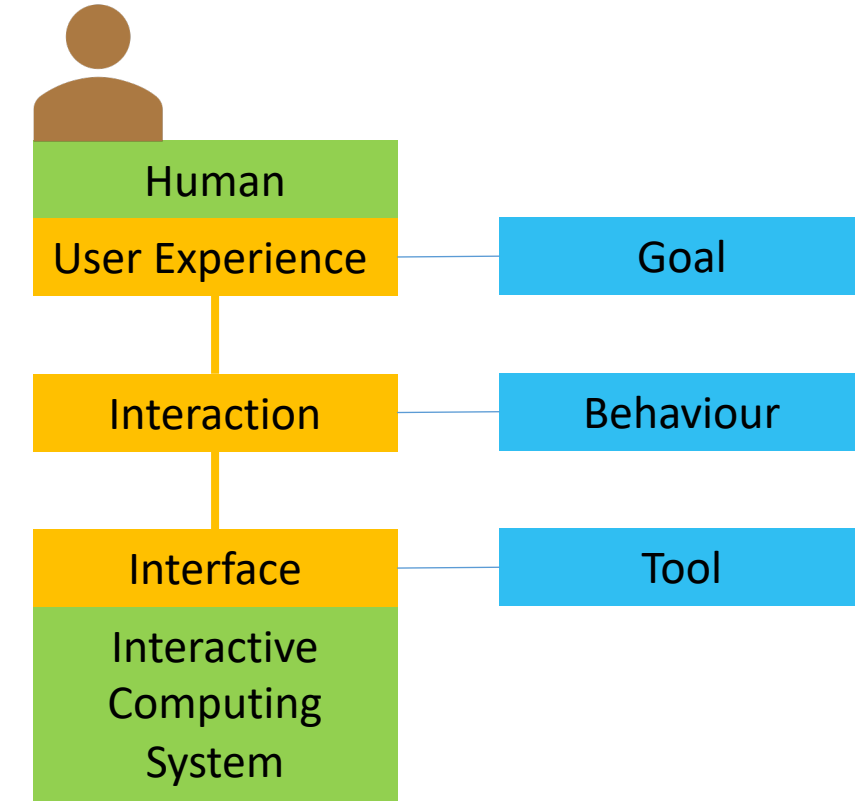 Human
User Experience
Goal
Interaction
Behaviour
Interface
Tool
Interactive
Computing
System